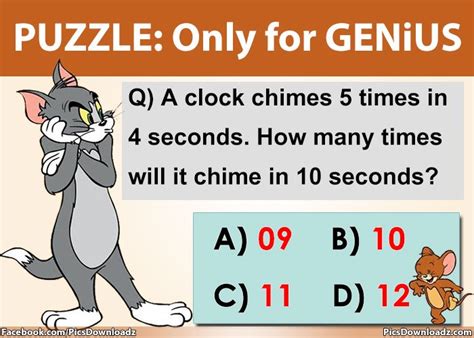 PUZZLE: Only for GENiUS
Q) A clock chimes 5 times in
4 seconds. How many times
will it chime in 10 seconds?
A) 09 B) 10
C) 11 D) 12
Facebook.com/PicsDownloadz PicsDownloadz.com